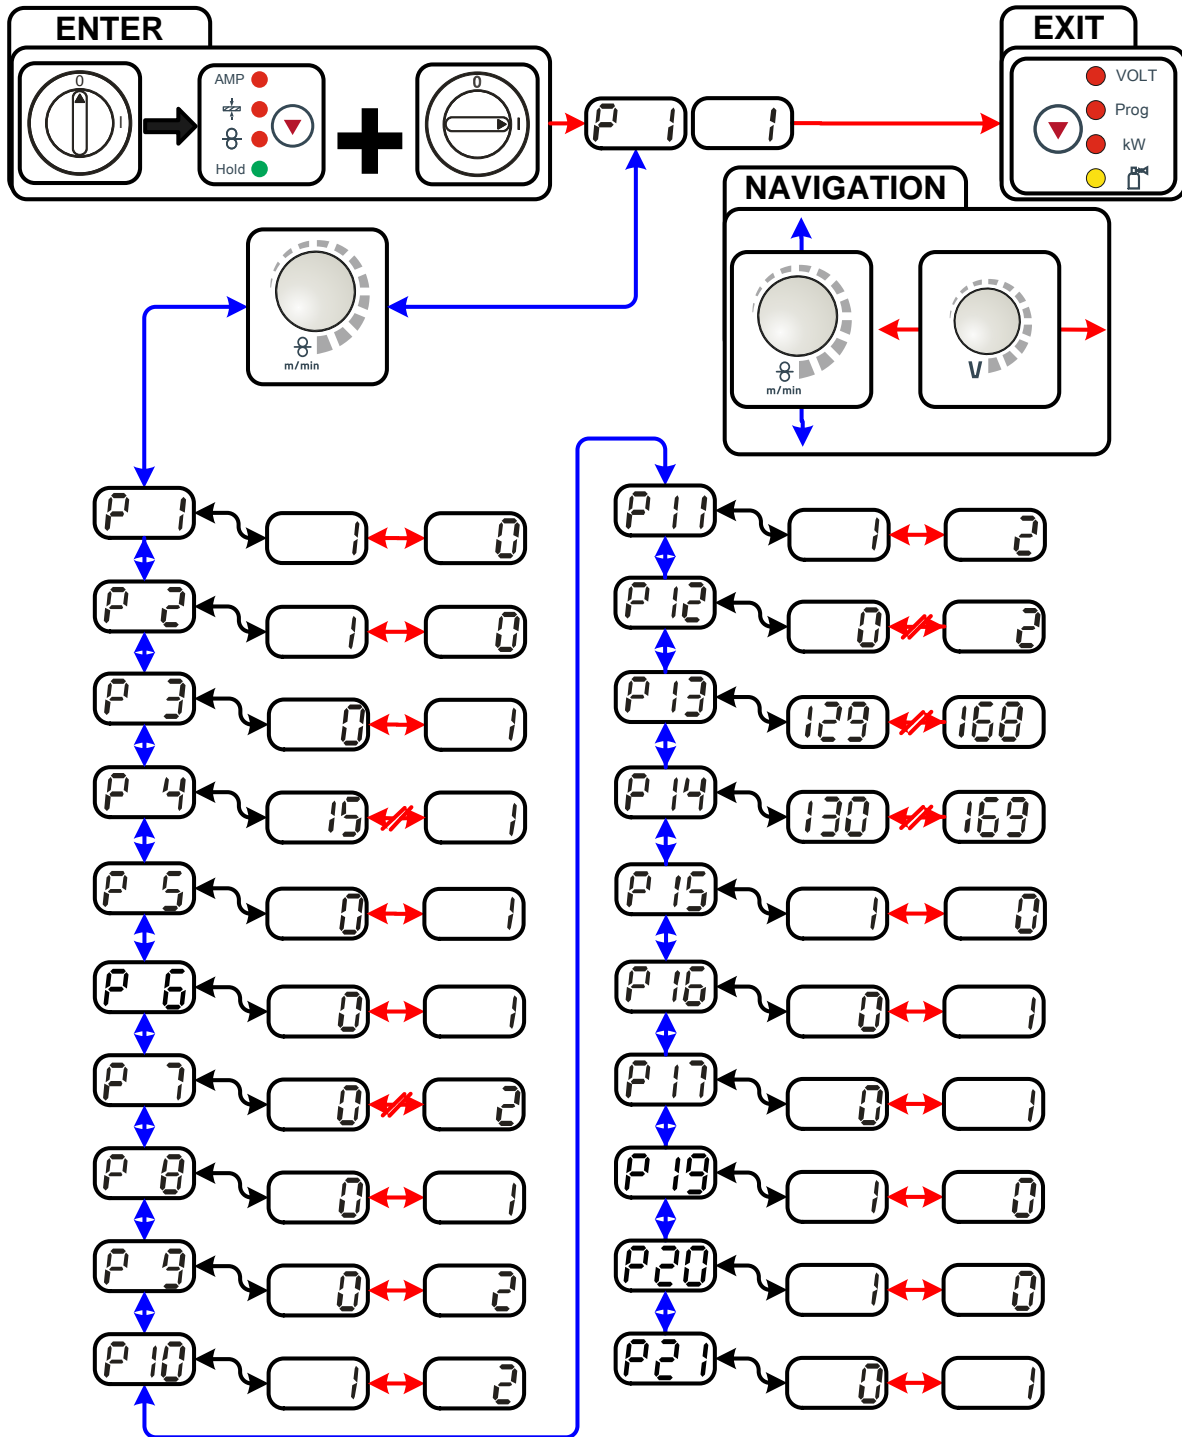 ENTER
EXIT
0
I
AMP
Hold
0
I
P 1
1
VOLT
Prog
kW
NAVIGATION
m/min
m/min
V
P 1
1
0
P 2
1
0
P 3
0
1
P 4
15
1
P 5
0
1
P 6
0
1
P 7
0
2
P 8
0
1
P 9
0
2
P 10
1
2
P 11
1
2
P 12
0
2
P 13
129
168
P 14
130
169
P 15
1
0
P 16
0
1
P 17
0
1
P 19
1
0
P20
1
0
P21
0
1